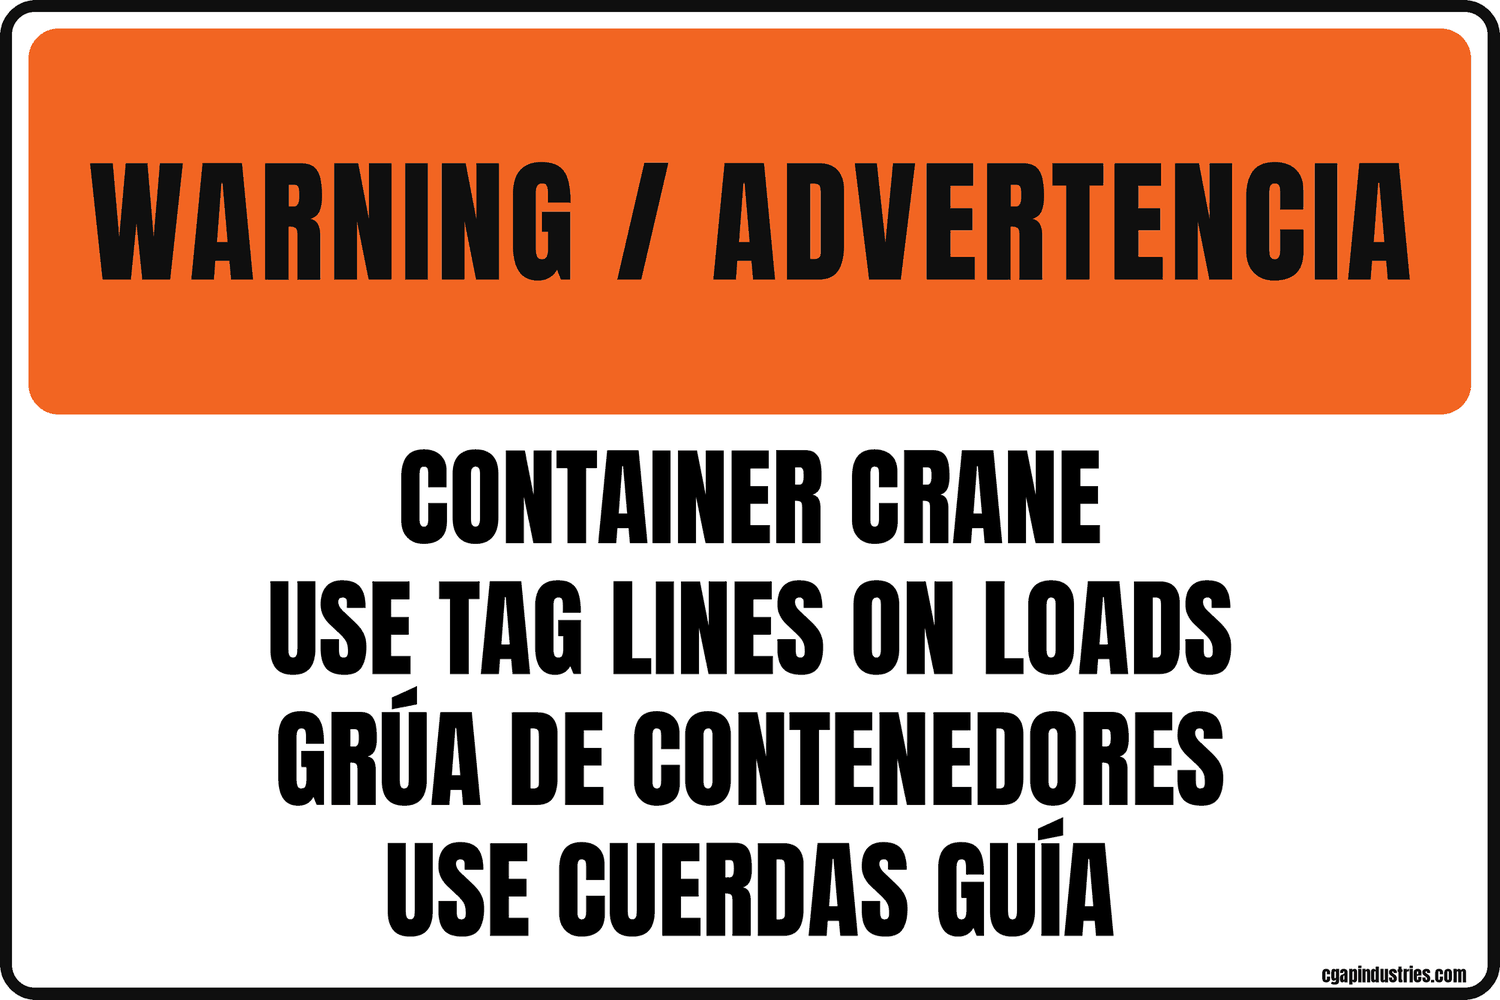 WARNING / ADVERTENCIA
CONTAINER CRANE
USE TAG LINES ON LOADS
GRÚA DE CONTENEDORES
USE CUERDAS GUÍA
cgapindustries.com